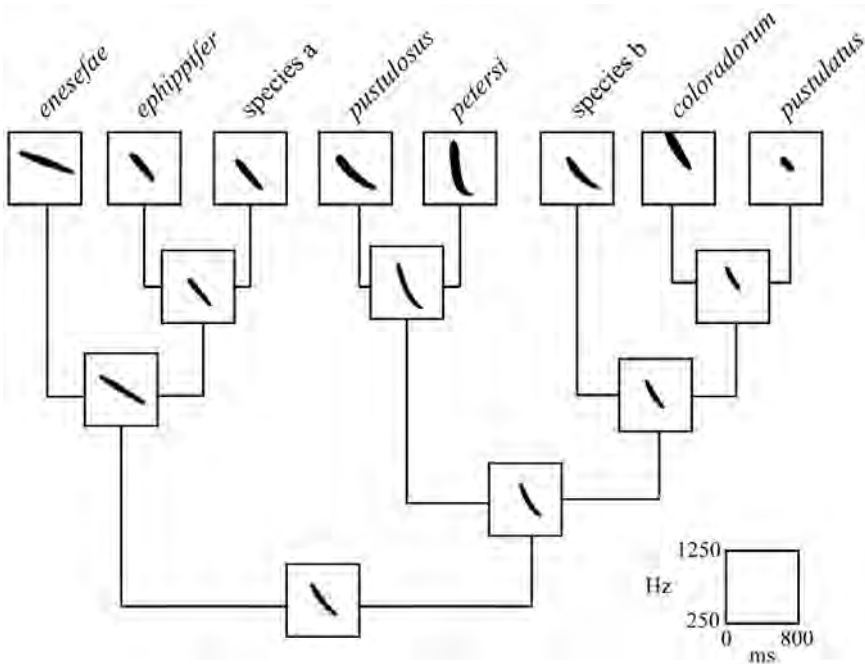 enesefae
ephippifer
species a
pustulosus
petersi
species b
coloradorum
pustulatus
1250
Hz
250
0 800
ms